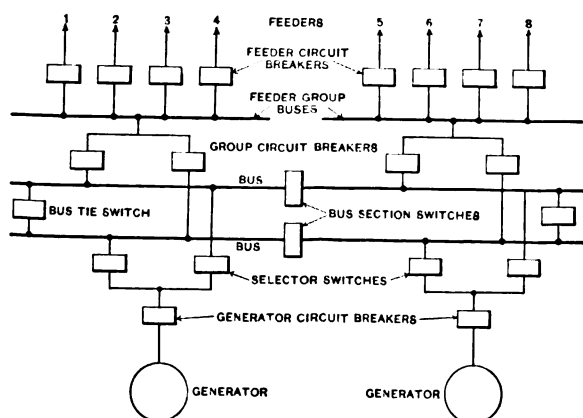 FEEDERS
1 2 3 4 5 6 7 8
FEEDER CIRCUIT
BREAKERS
FEEDER GROUP
BUSES
GROUP CIRCUIT BREAKERS
BUS
BUS TIE SWITCH
BUS SECTION SWITCHES
BUS
SELECTOR SWITCHES
GENERATOR CIRCUIT BREAKERS
GENERATOR
GENERATOR